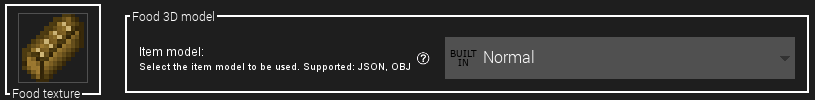 Food 3D model
Item model:
Select the item model to be used. Supported: JSON, OBJ
?
BUILT
IN
Normal
Food texture